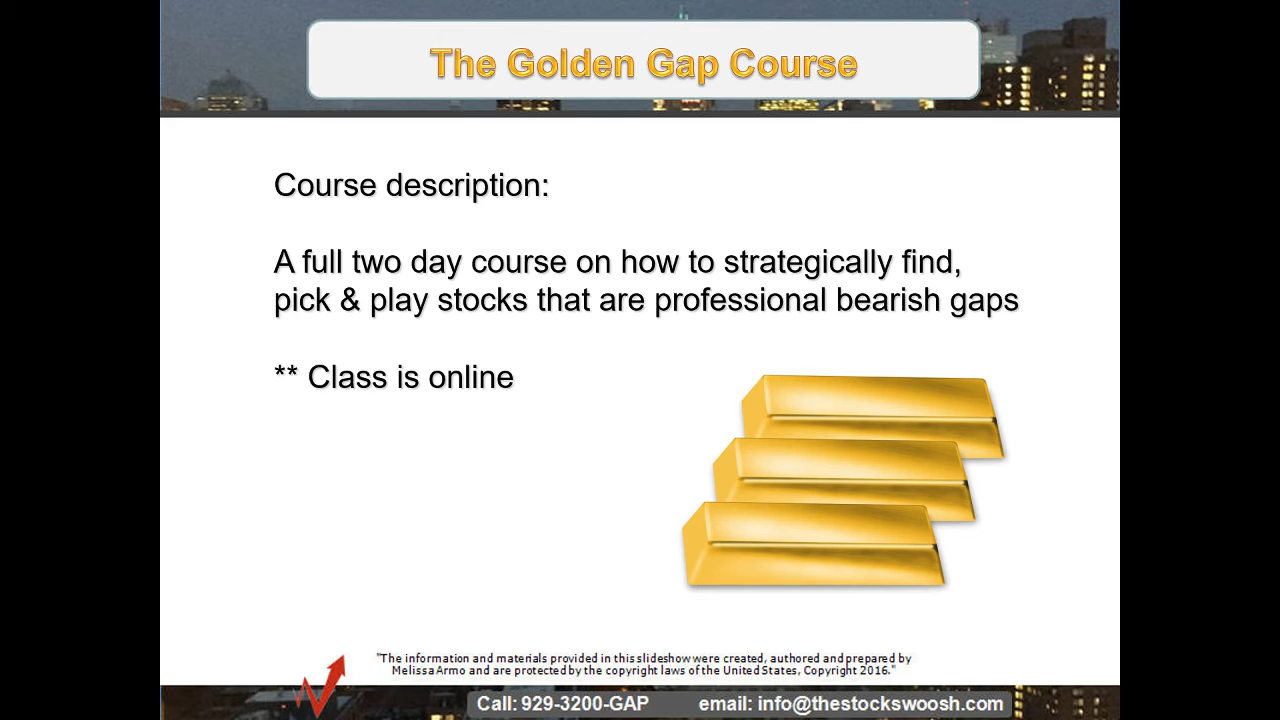 The Golden Gap Course
Course description:
A full two day course on how to strategically find,
pick & play stocks that are professional bearish gaps
** Class is online
"The information and materials provided in this slideshow were created, authored and prepared by
Melissa Armo and are protected by the copyright laws of the United States, Copyright 2016."
Call: 929-3200-GAP email: info@thestockswoosh.com